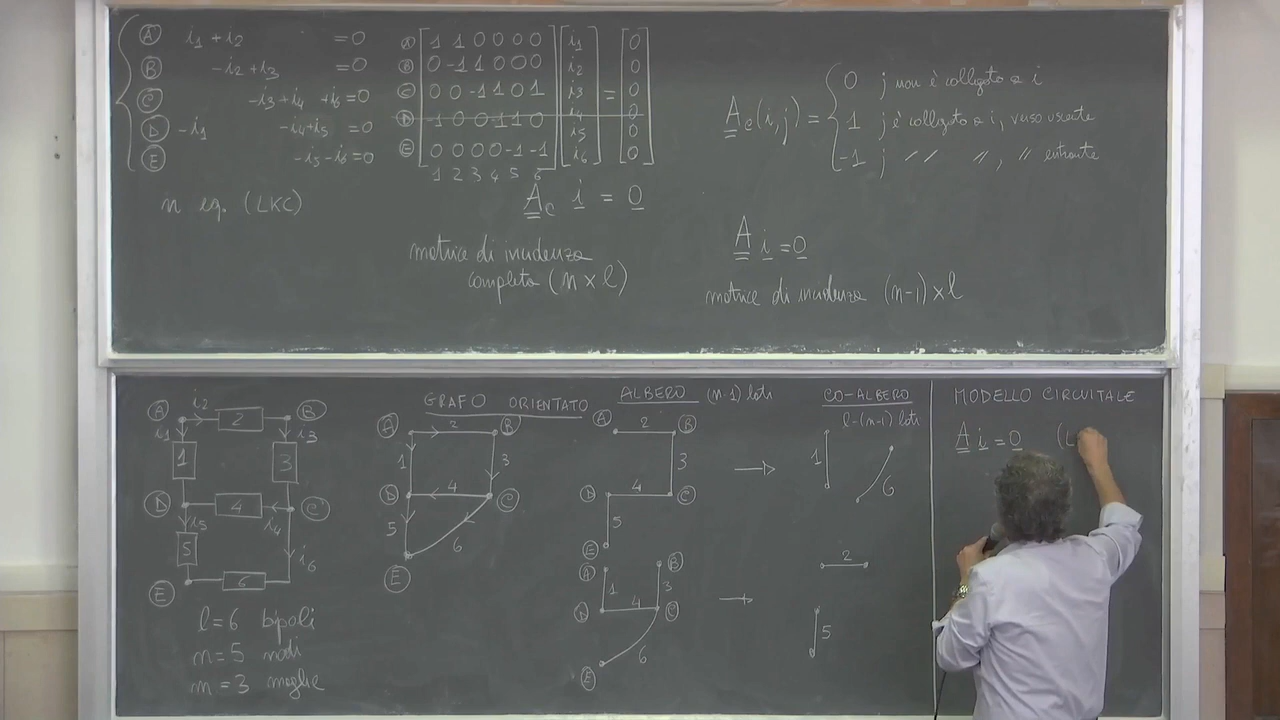 Ⓐ i₁ + i₂ = 0
Ⓑ -i₂ + i₃ = 0
Ⓒ -i₃ + i₄ + i₆ = 0
Ⓓ -i₁ -i₄ + i₅ = 0
Ⓔ -i₅ - i₆ = 0
n eq. (LKC)
Ⓐ 1 1 0 0 0 0 i₁ 0
Ⓑ 0 -1 1 0 0 0 i₂ 0
Ⓒ 0 0 -1 1 0 1 i₃ = 0
Ⓓ -1 0 0 -1 1 0 i₄ 0
i₅ 0
Ⓔ 0 0 0 0 -1 -1 i₆ 0
1 2 3 4 5 6
A_c i = 0
matrice di incidenza
completa (n x l)
A_c(i,j) =
0 j non è collegato a i
1 j è collegato a i, verso uscente
-1 j " " ", " entrante
A i = 0
matrice di incidenza (n-1) x l
Ⓐ i₂ 2 Ⓑ
i₁ i₃
1 3
Ⓓ 4 Ⓒ
i₅ i₄
5 i₆
Ⓔ 6
l=6 bipoli
n=5 nodi
m=3 maglie
GRAFO ORIENTATO
Ⓐ 2 Ⓑ
1 3
Ⓓ 4 Ⓒ
5 6
Ⓔ
ALBERO (n-1) lati
Ⓐ 2 Ⓑ
3
Ⓓ 4 Ⓒ
5
Ⓔ
Ⓐ Ⓑ
1 3
Ⓓ 4 Ⓒ
6
Ⓔ
CO-ALBERO
l-(n-1) lati
1
6
2
5
MODELLO CIRCUITALE
A i = 0 (L